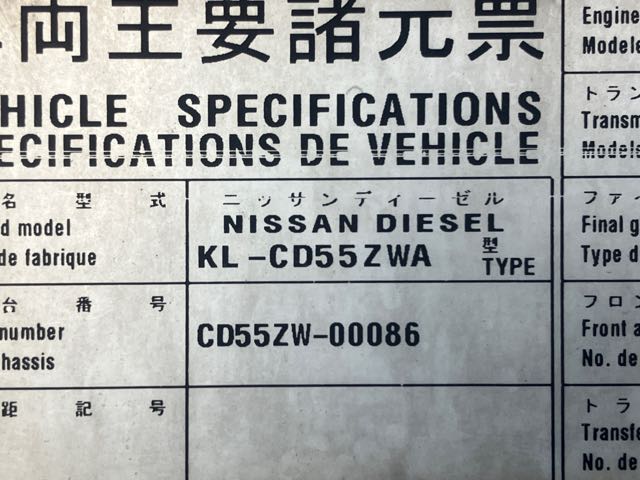 両主要諸元票
HICLE SPECIFICATIONS
ECIFICATIONS DE VEHICLE
名 型 式
d model
de fabrique
ニッサンディーゼル
NISSAN DIESEL
KL-CD55ZWA 型 TYPE
台 番 号
number
hassis
CD55ZW-00086
距 記 号
Engine
Modele
トラン
Transm
Modele
ファイ
Final g
Type d
フロン
Front a
No. de
トラ
Transfe
No. de